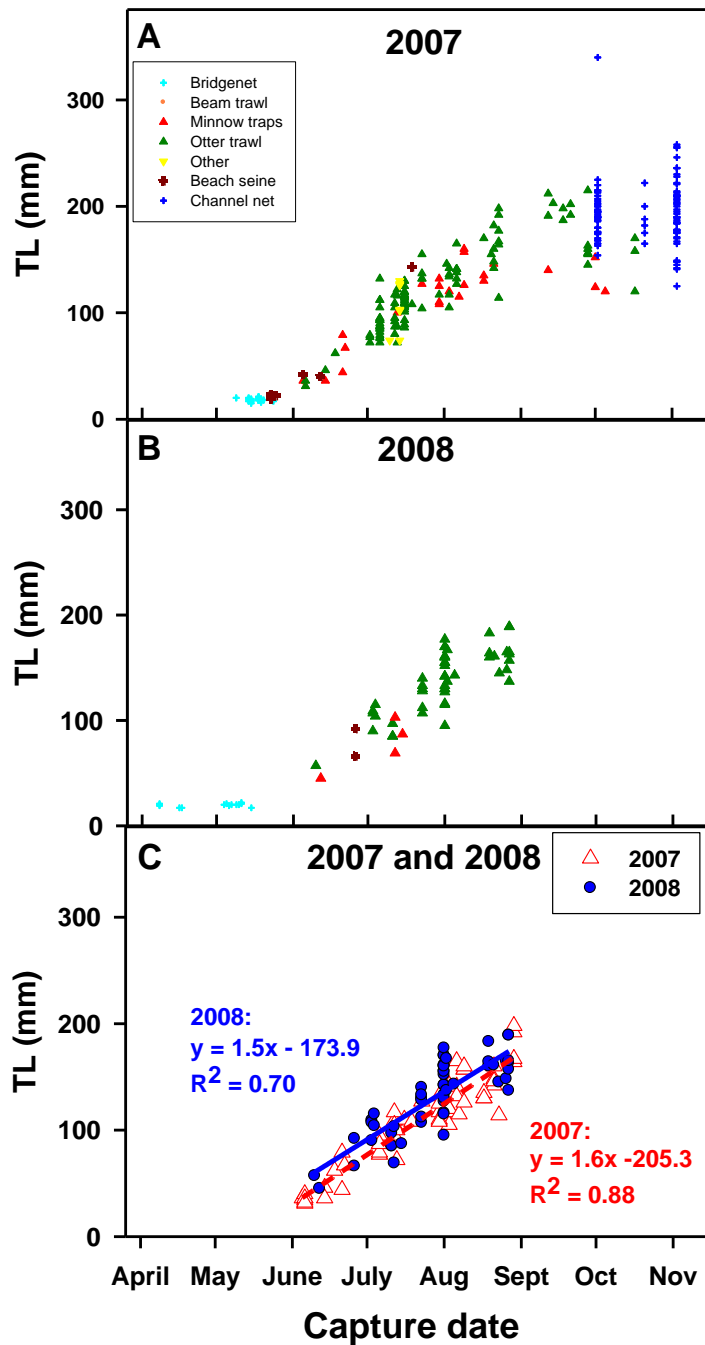 A
2007
Bridgenet
Beam trawl
Minnow traps
Otter trawl
Other
Beach seine
Channel net
300
200
100
0
TL (mm)
B
2008
300
200
100
0
TL (mm)
C
2007 and 2008
2007
2008
300
200
100
0
TL (mm)
2008:
y = 1.5x - 173.9
R² = 0.70
2007:
y = 1.6x -205.3
R² = 0.88
April May June July Aug Sept Oct Nov
Capture date